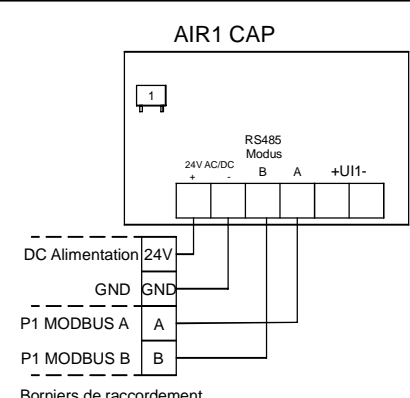 AIR1 CAP
1
RS485
Modus
24V AC/DC
+ - B A +UI1-
DC Alimentation 24V
GND GND
P1 MODBUS A A
P1 MODBUS B B
Borniers de raccordement